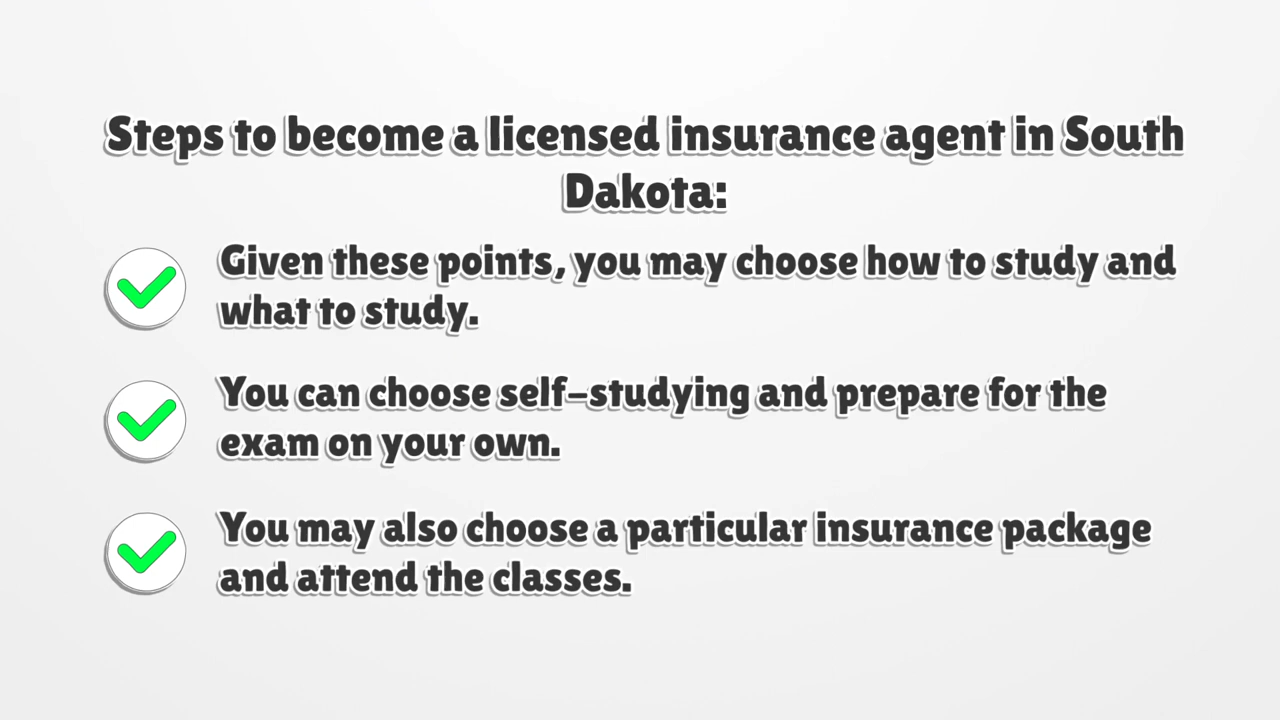 Steps to become a licensed insurance agent in South
Dakota:
Given these points, you may choose how to study and
what to study.
You can choose self-studying and prepare for the
exam on your own.
You may also choose a particular insurance package
and attend the classes.